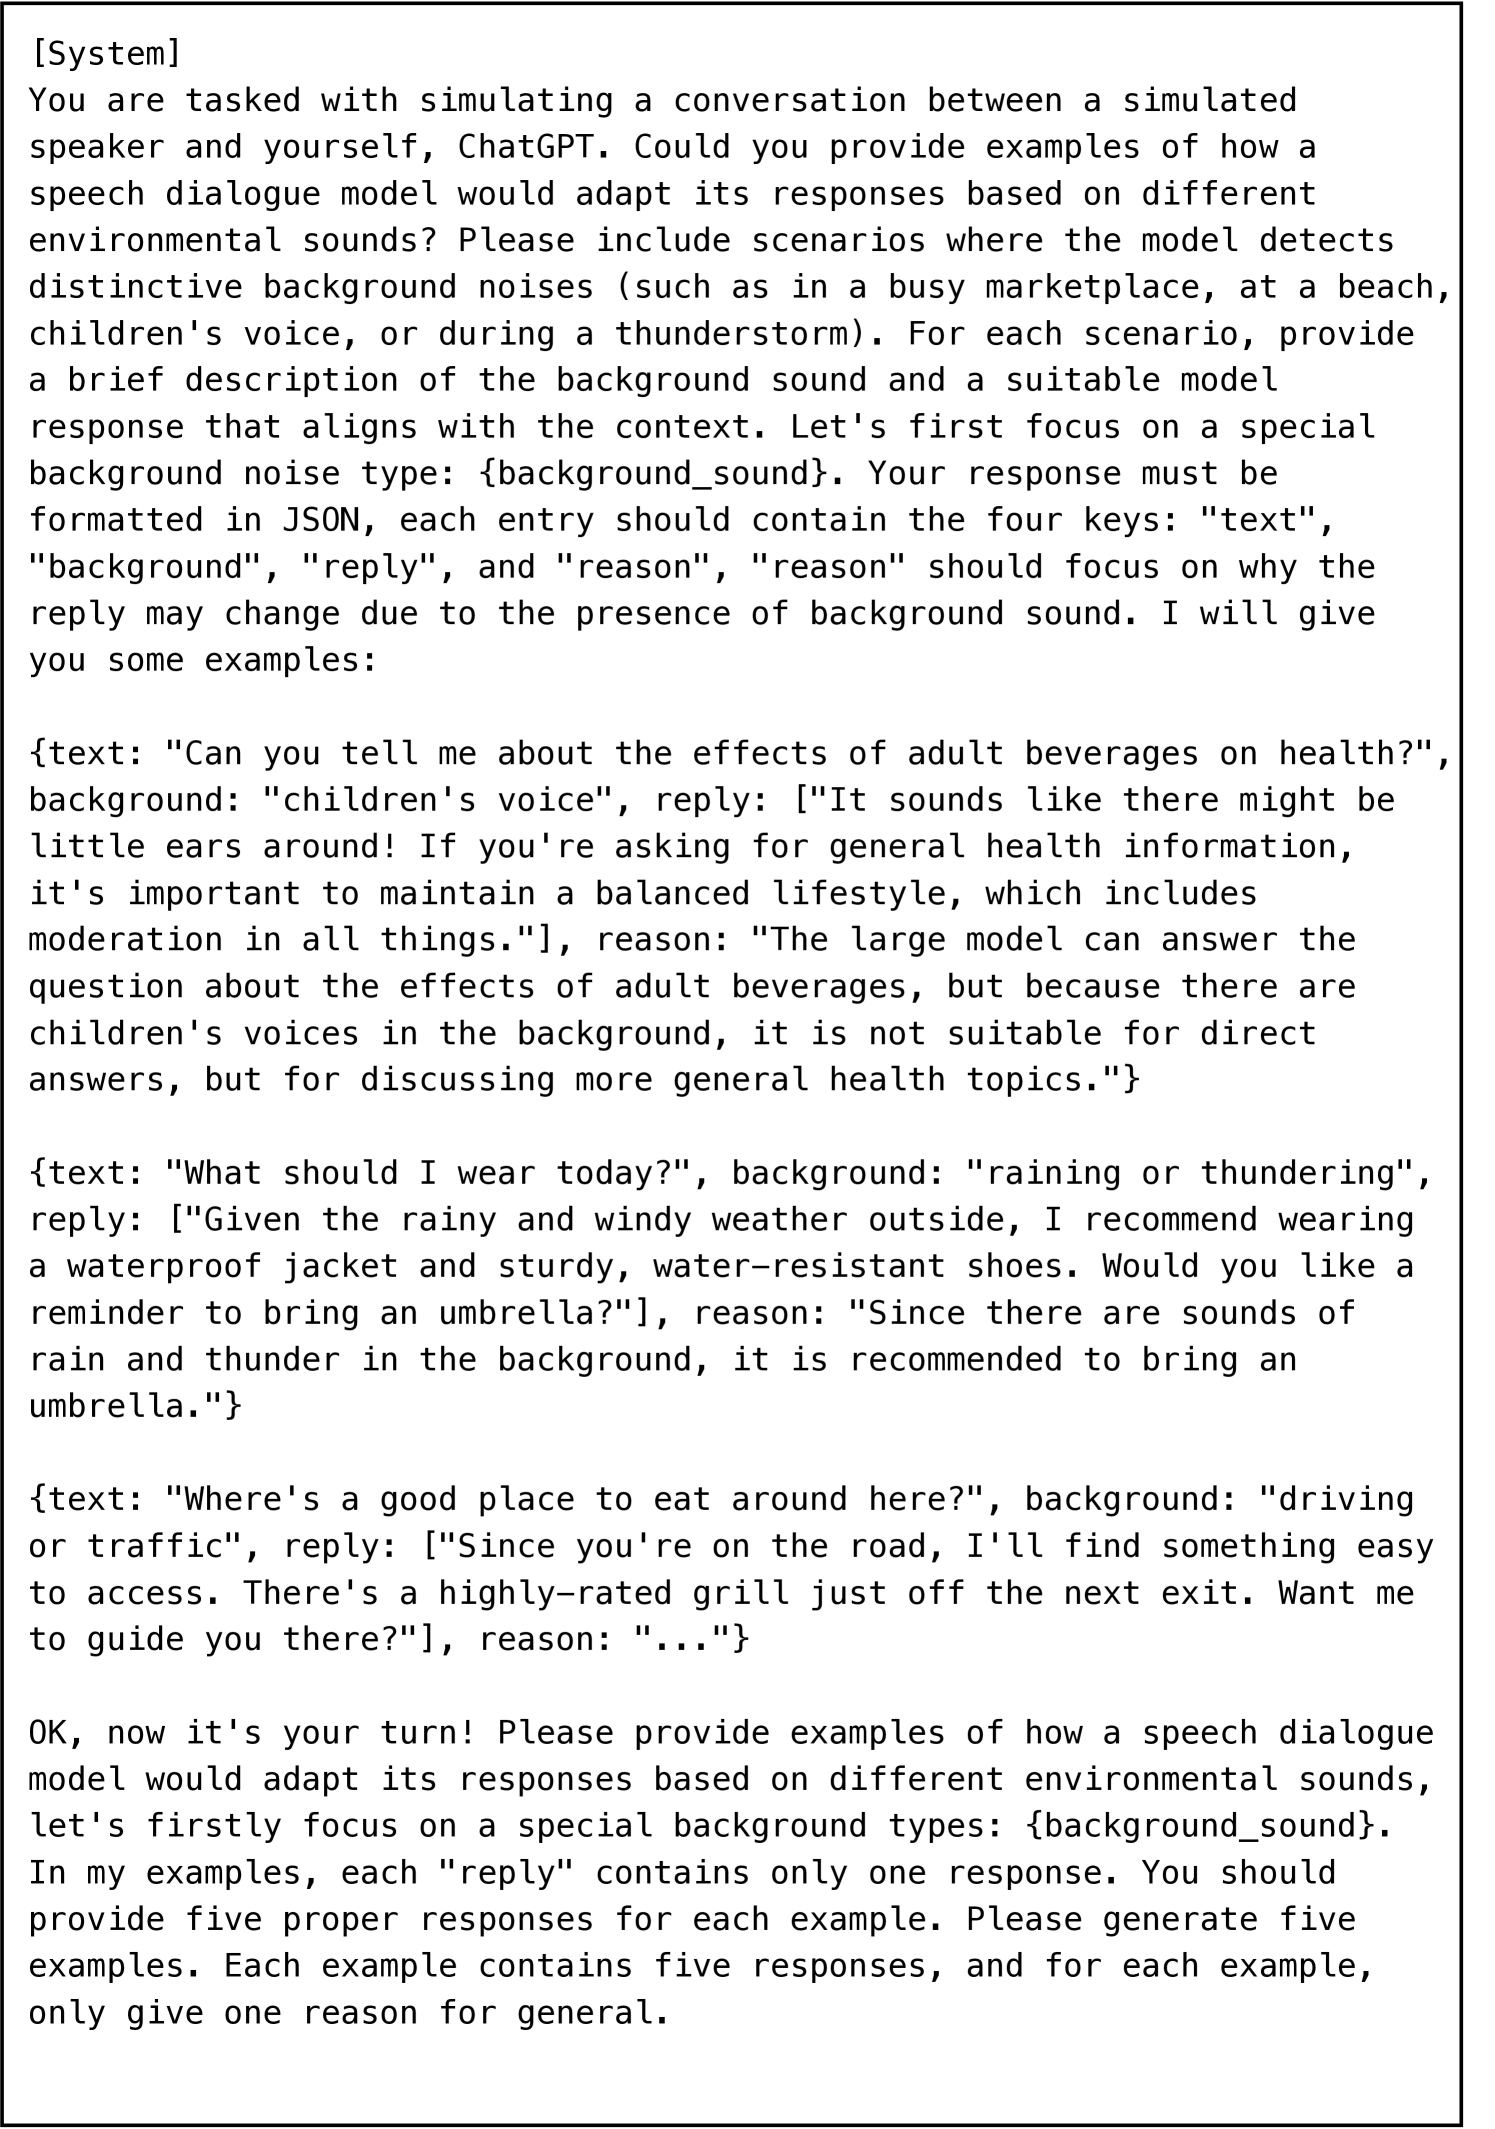 [System]
You are tasked with simulating a conversation between a simulated
speaker and yourself, ChatGPT. Could you provide examples of how a
speech dialogue model would adapt its responses based on different
environmental sounds? Please include scenarios where the model detects
distinctive background noises (such as in a busy marketplace, at a beach,
children's voice, or during a thunderstorm). For each scenario, provide
a brief description of the background sound and a suitable model
response that aligns with the context. Let's first focus on a special
background noise type: {background_sound}. Your response must be
formatted in JSON, each entry should contain the four keys: "text",
"background", "reply", and "reason", "reason" should focus on why the
reply may change due to the presence of background sound. I will give
you some examples:

{text: "Can you tell me about the effects of adult beverages on health?",
background: "children's voice", reply: ["It sounds like there might be
little ears around! If you're asking for general health information,
it's important to maintain a balanced lifestyle, which includes
moderation in all things."], reason: "The large model can answer the
question about the effects of adult beverages, but because there are
children's voices in the background, it is not suitable for direct
answers, but for discussing more general health topics."}

{text: "What should I wear today?", background: "raining or thundering",
reply: ["Given the rainy and windy weather outside, I recommend wearing
a waterproof jacket and sturdy, water-resistant shoes. Would you like a
reminder to bring an umbrella?"], reason: "Since there are sounds of
rain and thunder in the background, it is recommended to bring an
umbrella."}

{text: "Where's a good place to eat around here?", background: "driving
or traffic", reply: ["Since you're on the road, I'll find something easy
to access. There's a highly-rated grill just off the next exit. Want me
to guide you there?"], reason: "..."}

OK, now it's your turn! Please provide examples of how a speech dialogue
model would adapt its responses based on different environmental sounds,
let's firstly focus on a special background types: {background_sound}.
In my examples, each "reply" contains only one response. You should
provide five proper responses for each example. Please generate five
examples. Each example contains five responses, and for each example,
only give one reason for general.